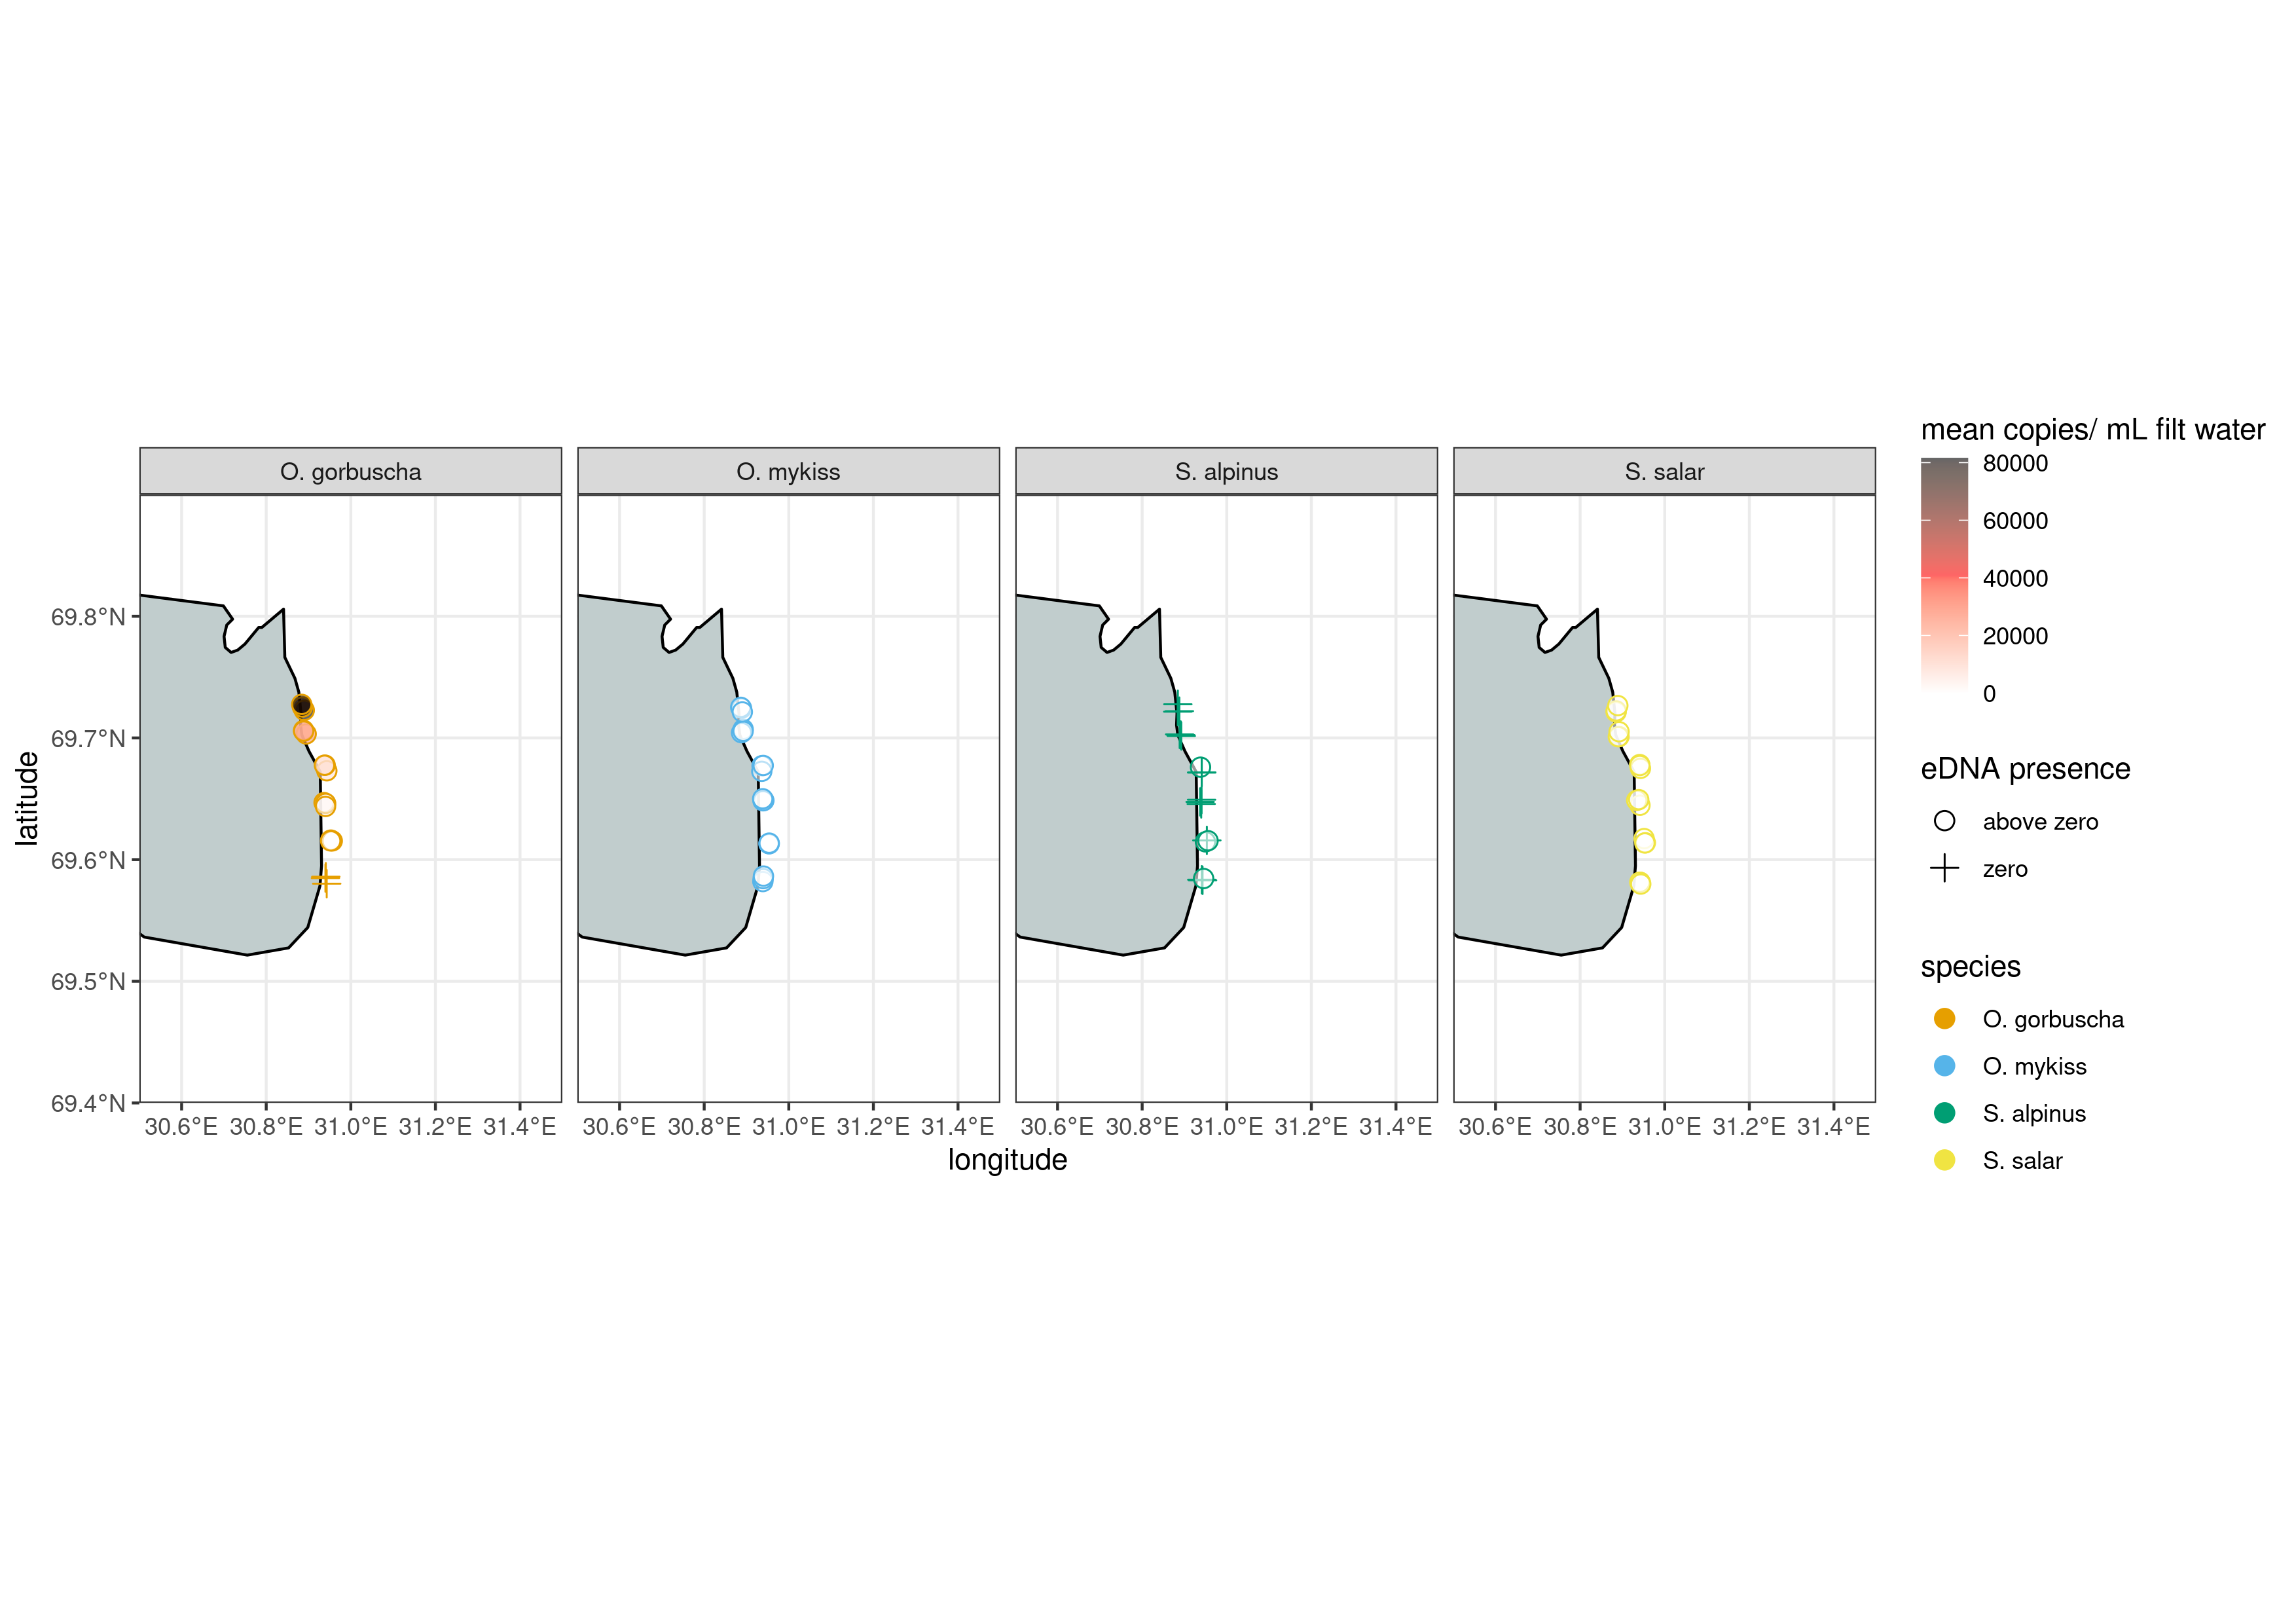 O. gorbuscha
O. mykiss
S. alpinus
S. salar
69.8°N
69.7°N
69.6°N
69.5°N
69.4°N
latitude
30.6°E 30.8°E 31.0°E 31.2°E 31.4°E
30.6°E 30.8°E 31.0°E 31.2°E 31.4°E
30.6°E 30.8°E 31.0°E 31.2°E 31.4°E
30.6°E 30.8°E 31.0°E 31.2°E 31.4°E
longitude
mean copies/ mL filt water
80000
60000
40000
20000
0
eDNA presence
above zero
zero
species
O. gorbuscha
O. mykiss
S. alpinus
S. salar